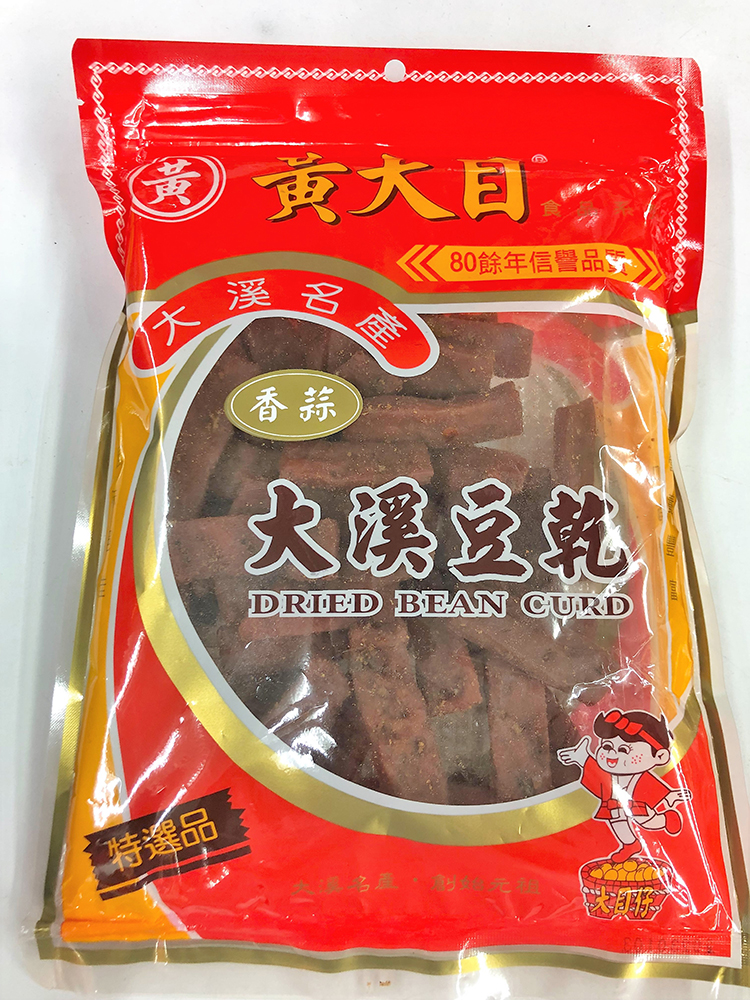 黃
黃大目®
食品系
80餘年信譽品質
大溪名產
香蒜
大溪豆乾
DRIED BEAN CURD
特選品
大溪名產·創始元祖
大目仔